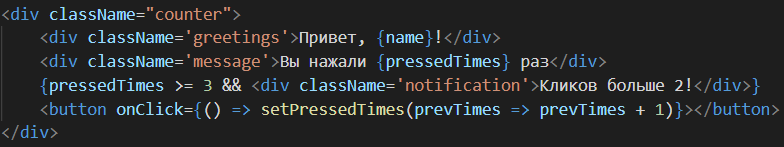 <div className="counter">
    <div className='greetings'>Привет, {name}!</div>
    <div className='message'>Вы нажали {pressedTimes} раз</div>
    {pressedTimes >= 3 && <div className='notification'>Кликов больше 2!</div>}
    <button onClick={() => setPressedTimes(prevTimes => prevTimes + 1)}></button>
</div>